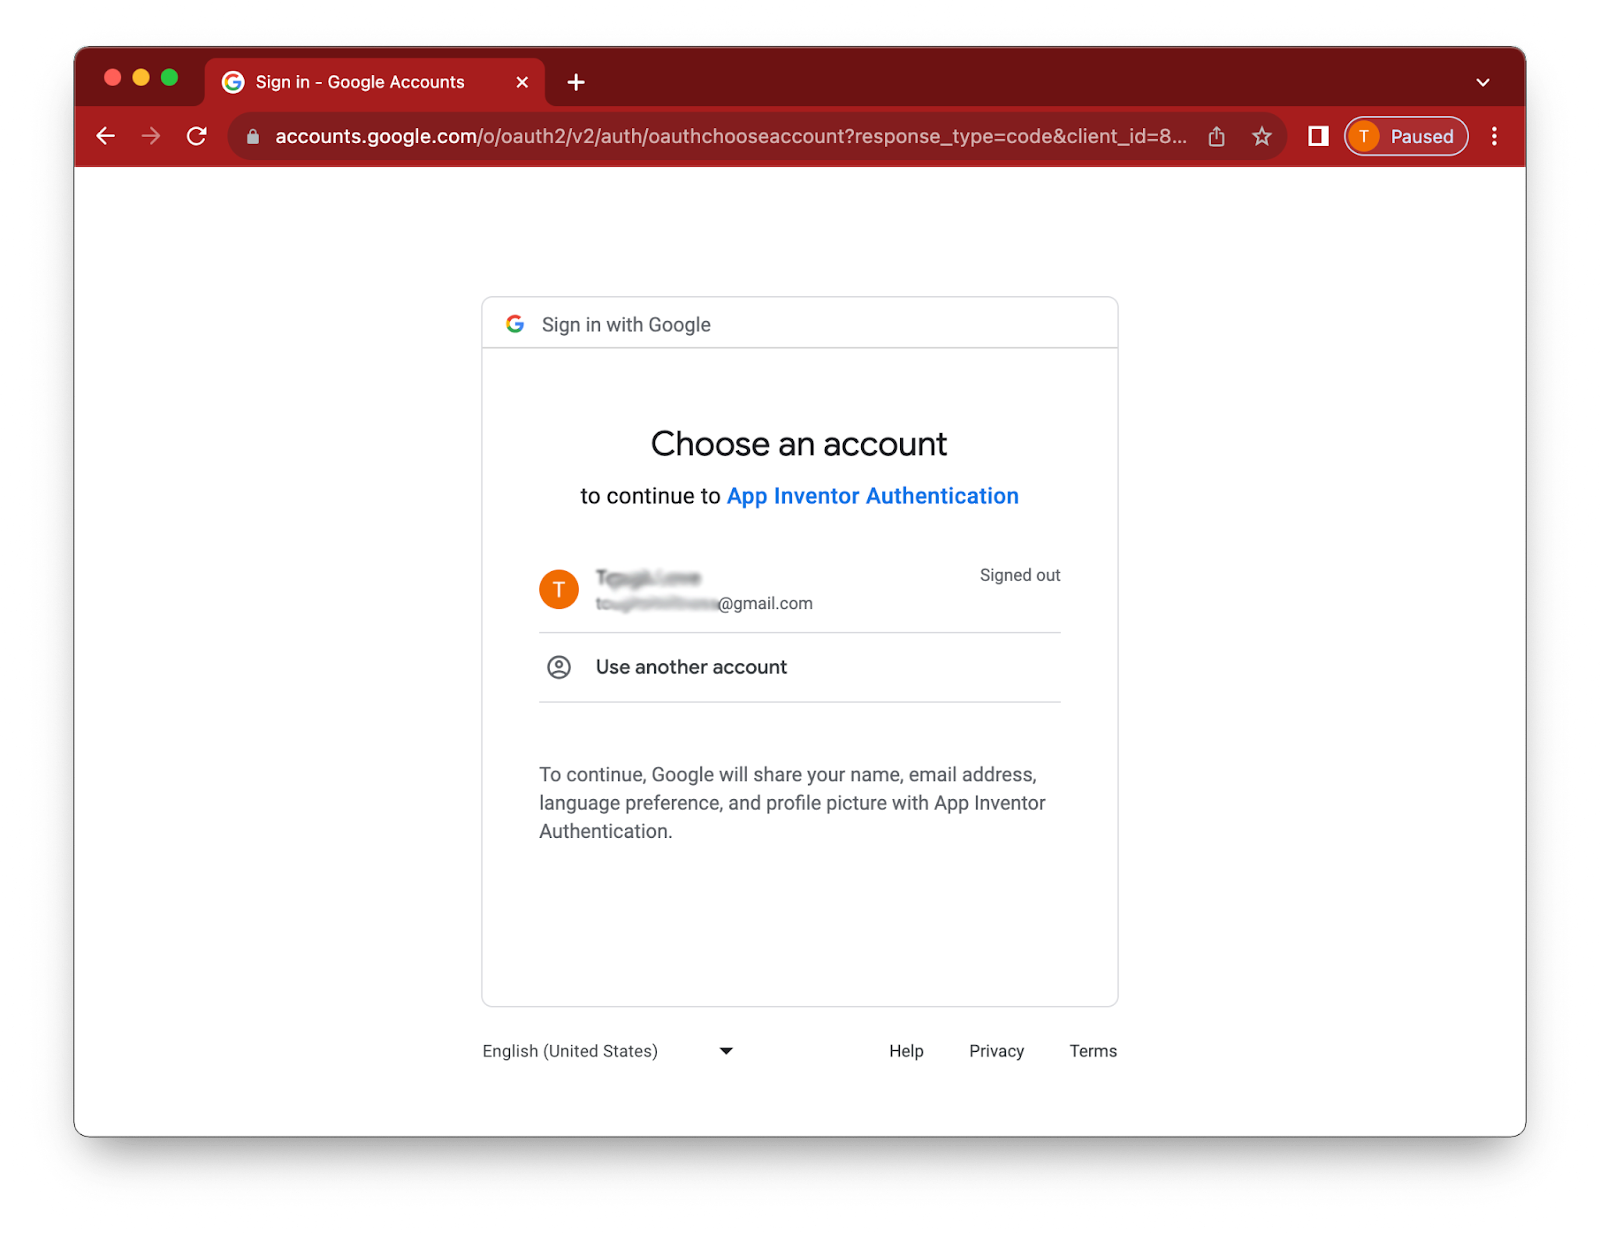 Sign in - Google Accounts
accounts.google.com/o/oauth2/v2/auth/oauthchooseaccount?response_type=code&client_id=8...
T Paused
Sign in with Google
Choose an account
to continue to App Inventor Authentication
T
Signed out
@gmail.com
Use another account
To continue, Google will share your name, email address,
language preference, and profile picture with App Inventor
Authentication.
English (United States) Help Privacy Terms